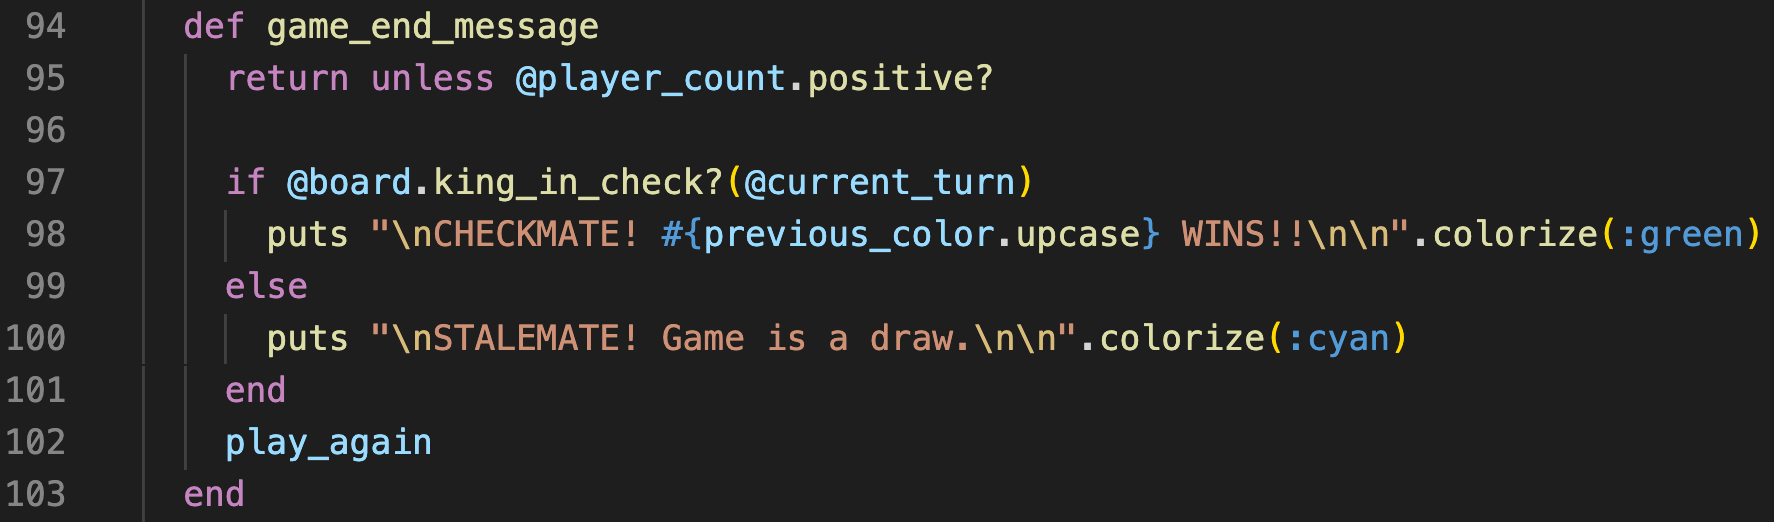 94 def game_end_message
95 return unless @player_count.positive?
96
97 if @board.king_in_check?(@current_turn)
98 puts "\nCHECKMATE! #{previous_color.upcase} WINS!!\n\n".colorize(:green)
99 else
100 puts "\nSTALEMATE! Game is a draw.\n\n".colorize(:cyan)
101 end
102 play_again
103 end